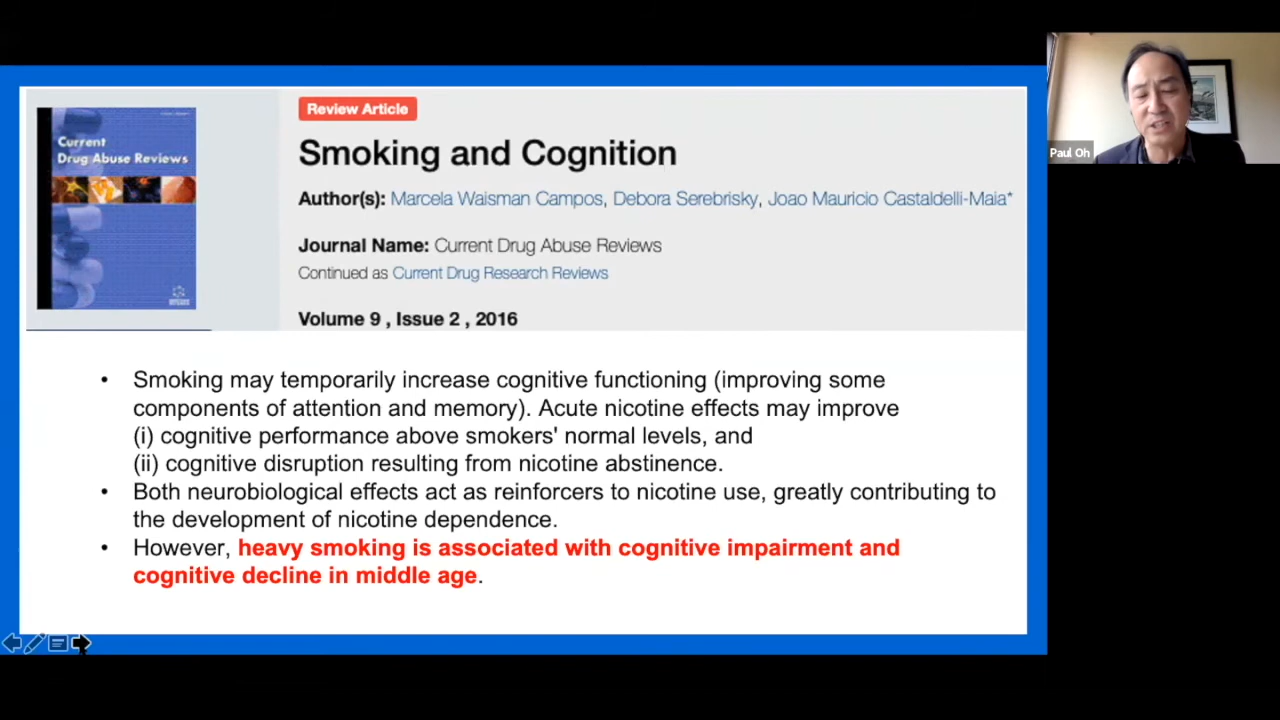 Review Article
Smoking and Cognition
Author(s): Marcela Waisman Campos, Debora Serebrisky, Joao Mauricio Castaldelli-Maia*
Journal Name: Current Drug Abuse Reviews
Continued as Current Drug Research Reviews
Volume 9 , Issue 2 , 2016
Current
Drug Abuse Reviews
Paul Oh
• Smoking may temporarily increase cognitive functioning (improving some
components of attention and memory). Acute nicotine effects may improve
(i) cognitive performance above smokers' normal levels, and
(ii) cognitive disruption resulting from nicotine abstinence.
• Both neurobiological effects act as reinforcers to nicotine use, greatly contributing to
the development of nicotine dependence.
• However, heavy smoking is associated with cognitive impairment and
cognitive decline in middle age.